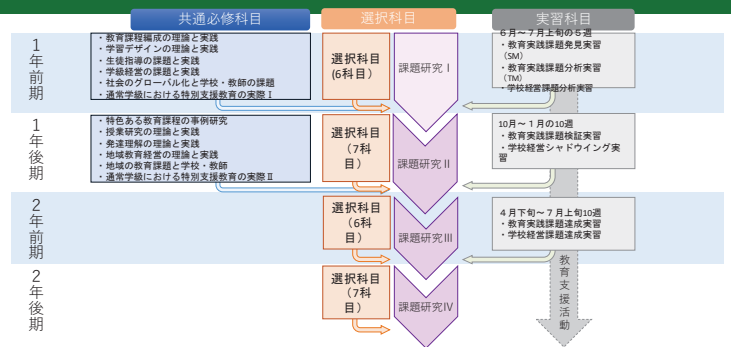 共通必修科目
選択科目
実習科目
1年前期
・教育課程編成の理論と実践
・学習デザインの理論と実践
・生徒指導の課題と実践
・学級経営の課題と実践
・社会のグローバル化と学校・教師の課題
・通常学級における特別支援教育の実際Ⅰ
選択科目
(6科目)
課題研究Ⅰ
6月～7月上旬の5週
・教育実践課題発見実習
（SM）
・教育実践課題分析実習
（TM）
・学校経営課題分析実習
1年後期
・特色ある教育課程の事例研究
・授業研究の理論と実践
・発達理解の理論と実践
・地域教育経営の理論と実践
・地域の教育課題と学校・教師
・通常学級における特別支援教育の実際Ⅱ
選択科目
(7科
目)
課題研究Ⅱ
10月～1月の10週
・教育実践課題検証実習
・学校経営シャドウイング実
習
2年前期
選択科目
（6科
目）
課題研究Ⅲ
4月下旬～7月上旬10週
・教育実践課題達成実習
・学校経営課題達成実習
2年後期
選択科目
（7科
目）
課題研究Ⅳ
教育支援活動